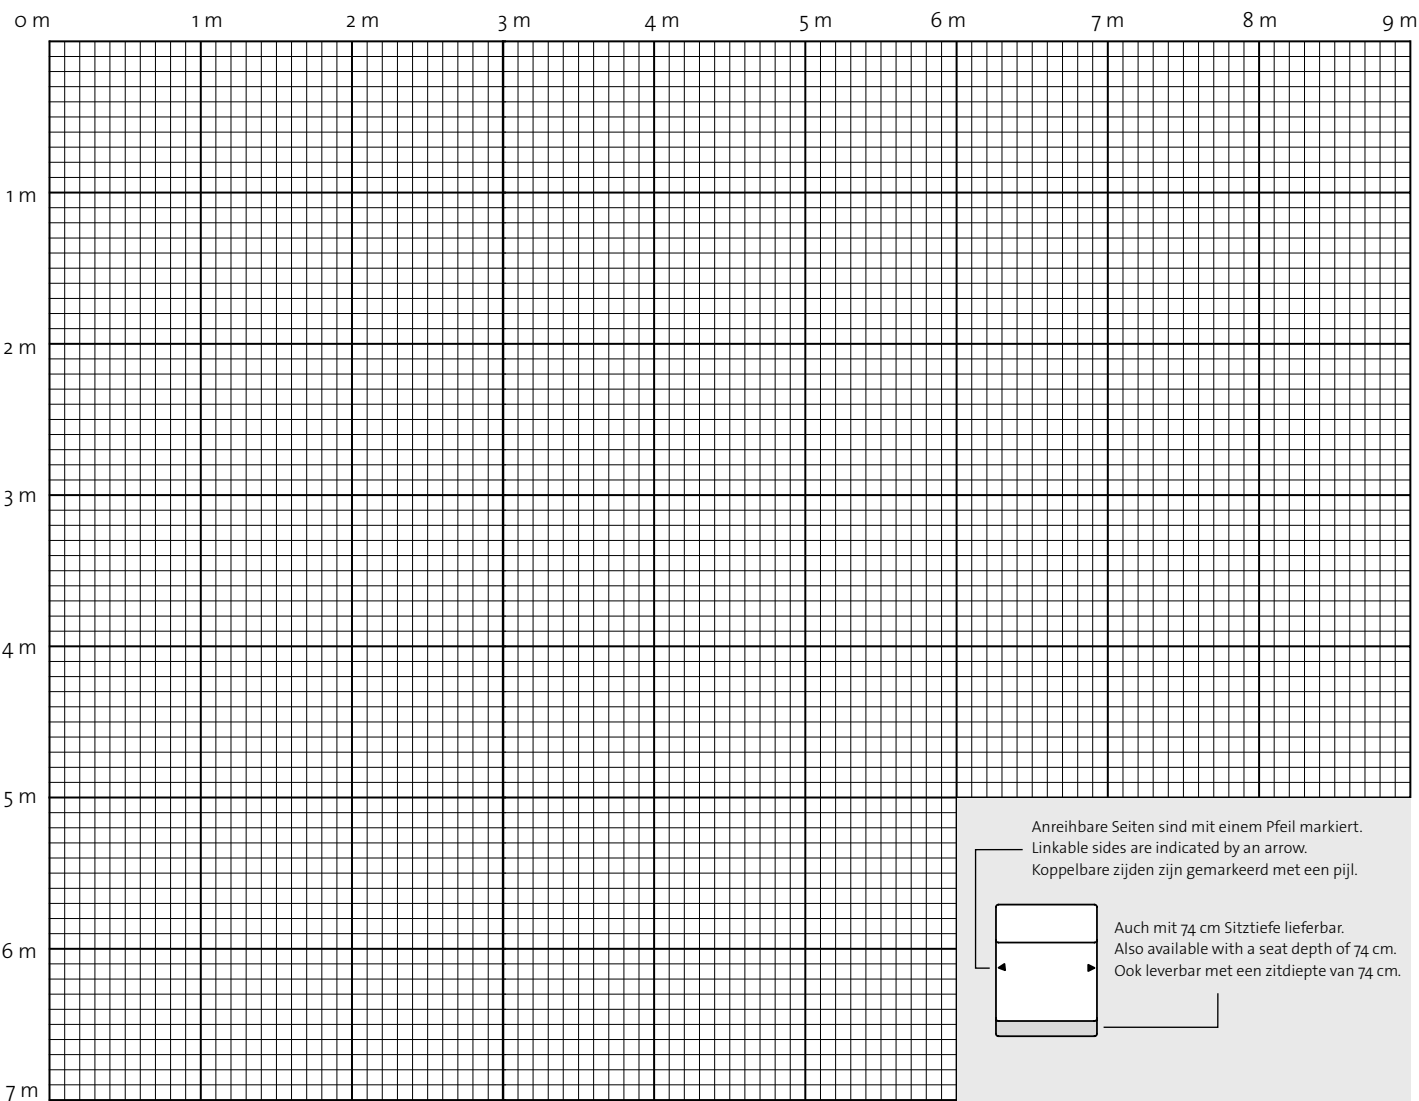 0 m 1 m 2 m 3 m 4 m 5 m 6 m 7 m 8 m 9 m
1 m
2 m
3 m
4 m
5 m
Anreihbare Seiten sind mit einem Pfeil markiert.
Linkable sides are indicated by an arrow.
Koppelbare zijden zijn gemarkeerd met een pijl.
Auch mit 74 cm Sitztiefe lieferbar.
Also available with a seat depth of 74 cm.
Ook leverbar met een zitdiepte van 74 cm.
6 m
7 m